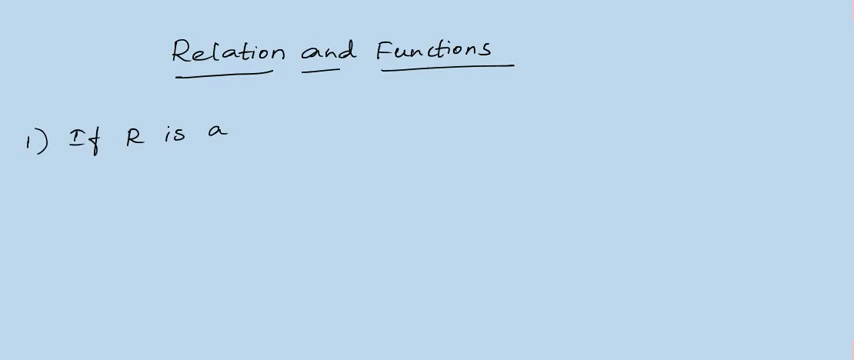 Relation and Functions
1) If R is a